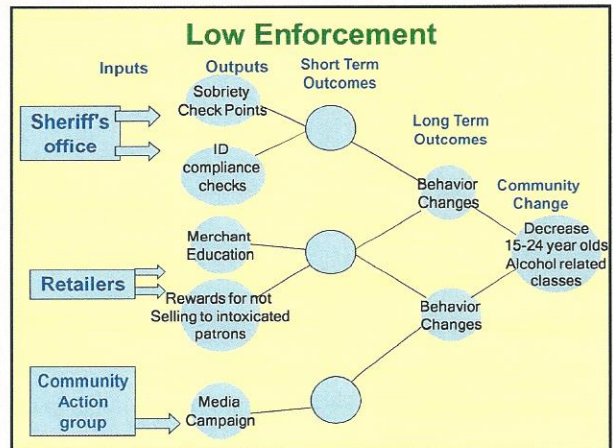 Low Enforcement
Inputs
Outputs
Short Term
Outcomes
Long Term
Outcomes
Community
Change
Sheriff's
office
Sobriety
Check Points
ID
compliance
checks
Behavior
Changes
Decrease
15-24 year olds
Alcohol related
classes
Merchant
Education
Retailers
Rewards for not
Selling to intoxicated
patrons
Behavior
Changes
Community
Action
group
Media
Campaign